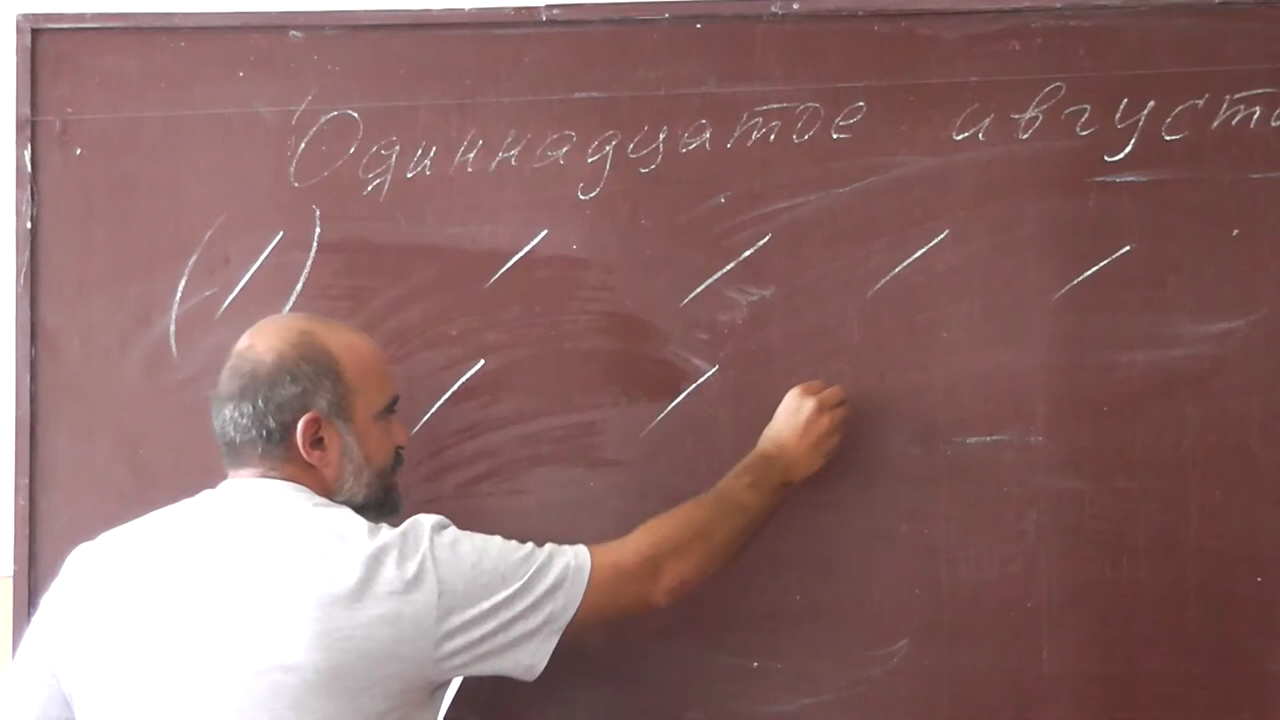 Одиннадцатое август
(/) / / / /
/ /